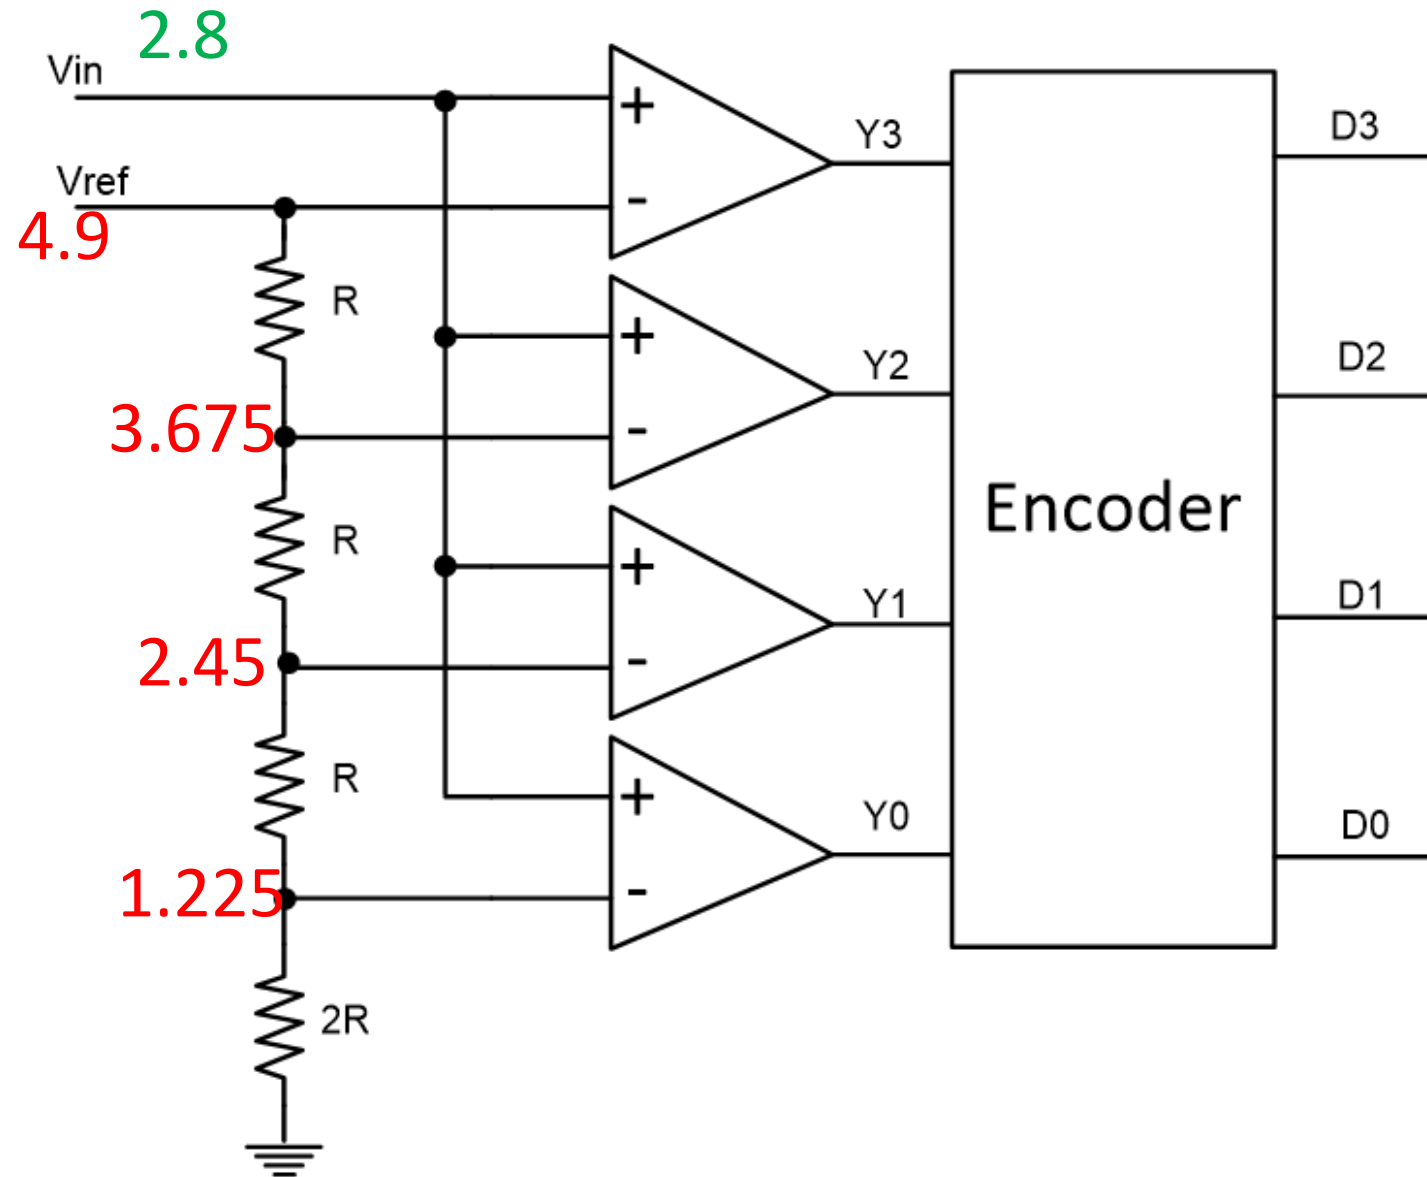 2.8
Vin
+
Y3
D3
Vref
-
4.9
R
+
Y2
D2
3.675
-
Encoder
R
+
Y1
D1
2.45
-
R
+
Y0
D0
1.225
-
2R